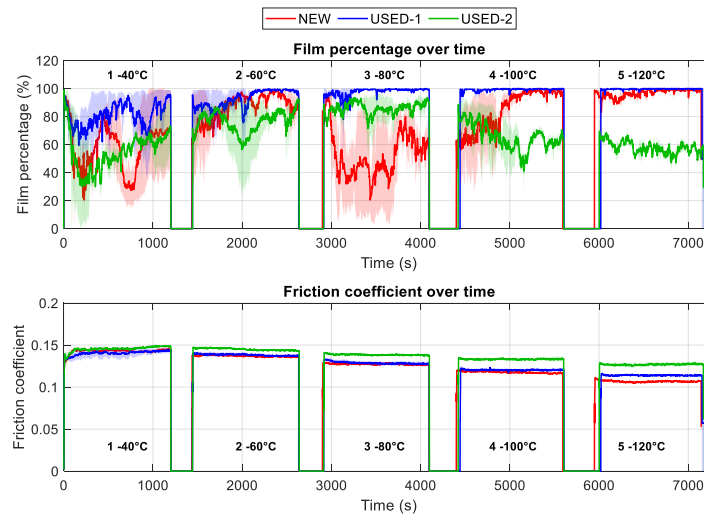 NEW USED-1 USED-2
Film percentage over time
1 -40°C 2 -60°C 3 -80°C 4 -100°C 5 -120°C
Film percentage (%)
120
100
80
60
40
20
0
0 1000 2000 3000 4000 5000 6000 7000
Time (s)
Friction coefficient over time
Friction coefficient
0.2
0.15
0.1
0.05
0
1 -40°C 2 -60°C 3 -80°C 4 -100°C 5 -120°C
0 1000 2000 3000 4000 5000 6000 7000
Time (s)